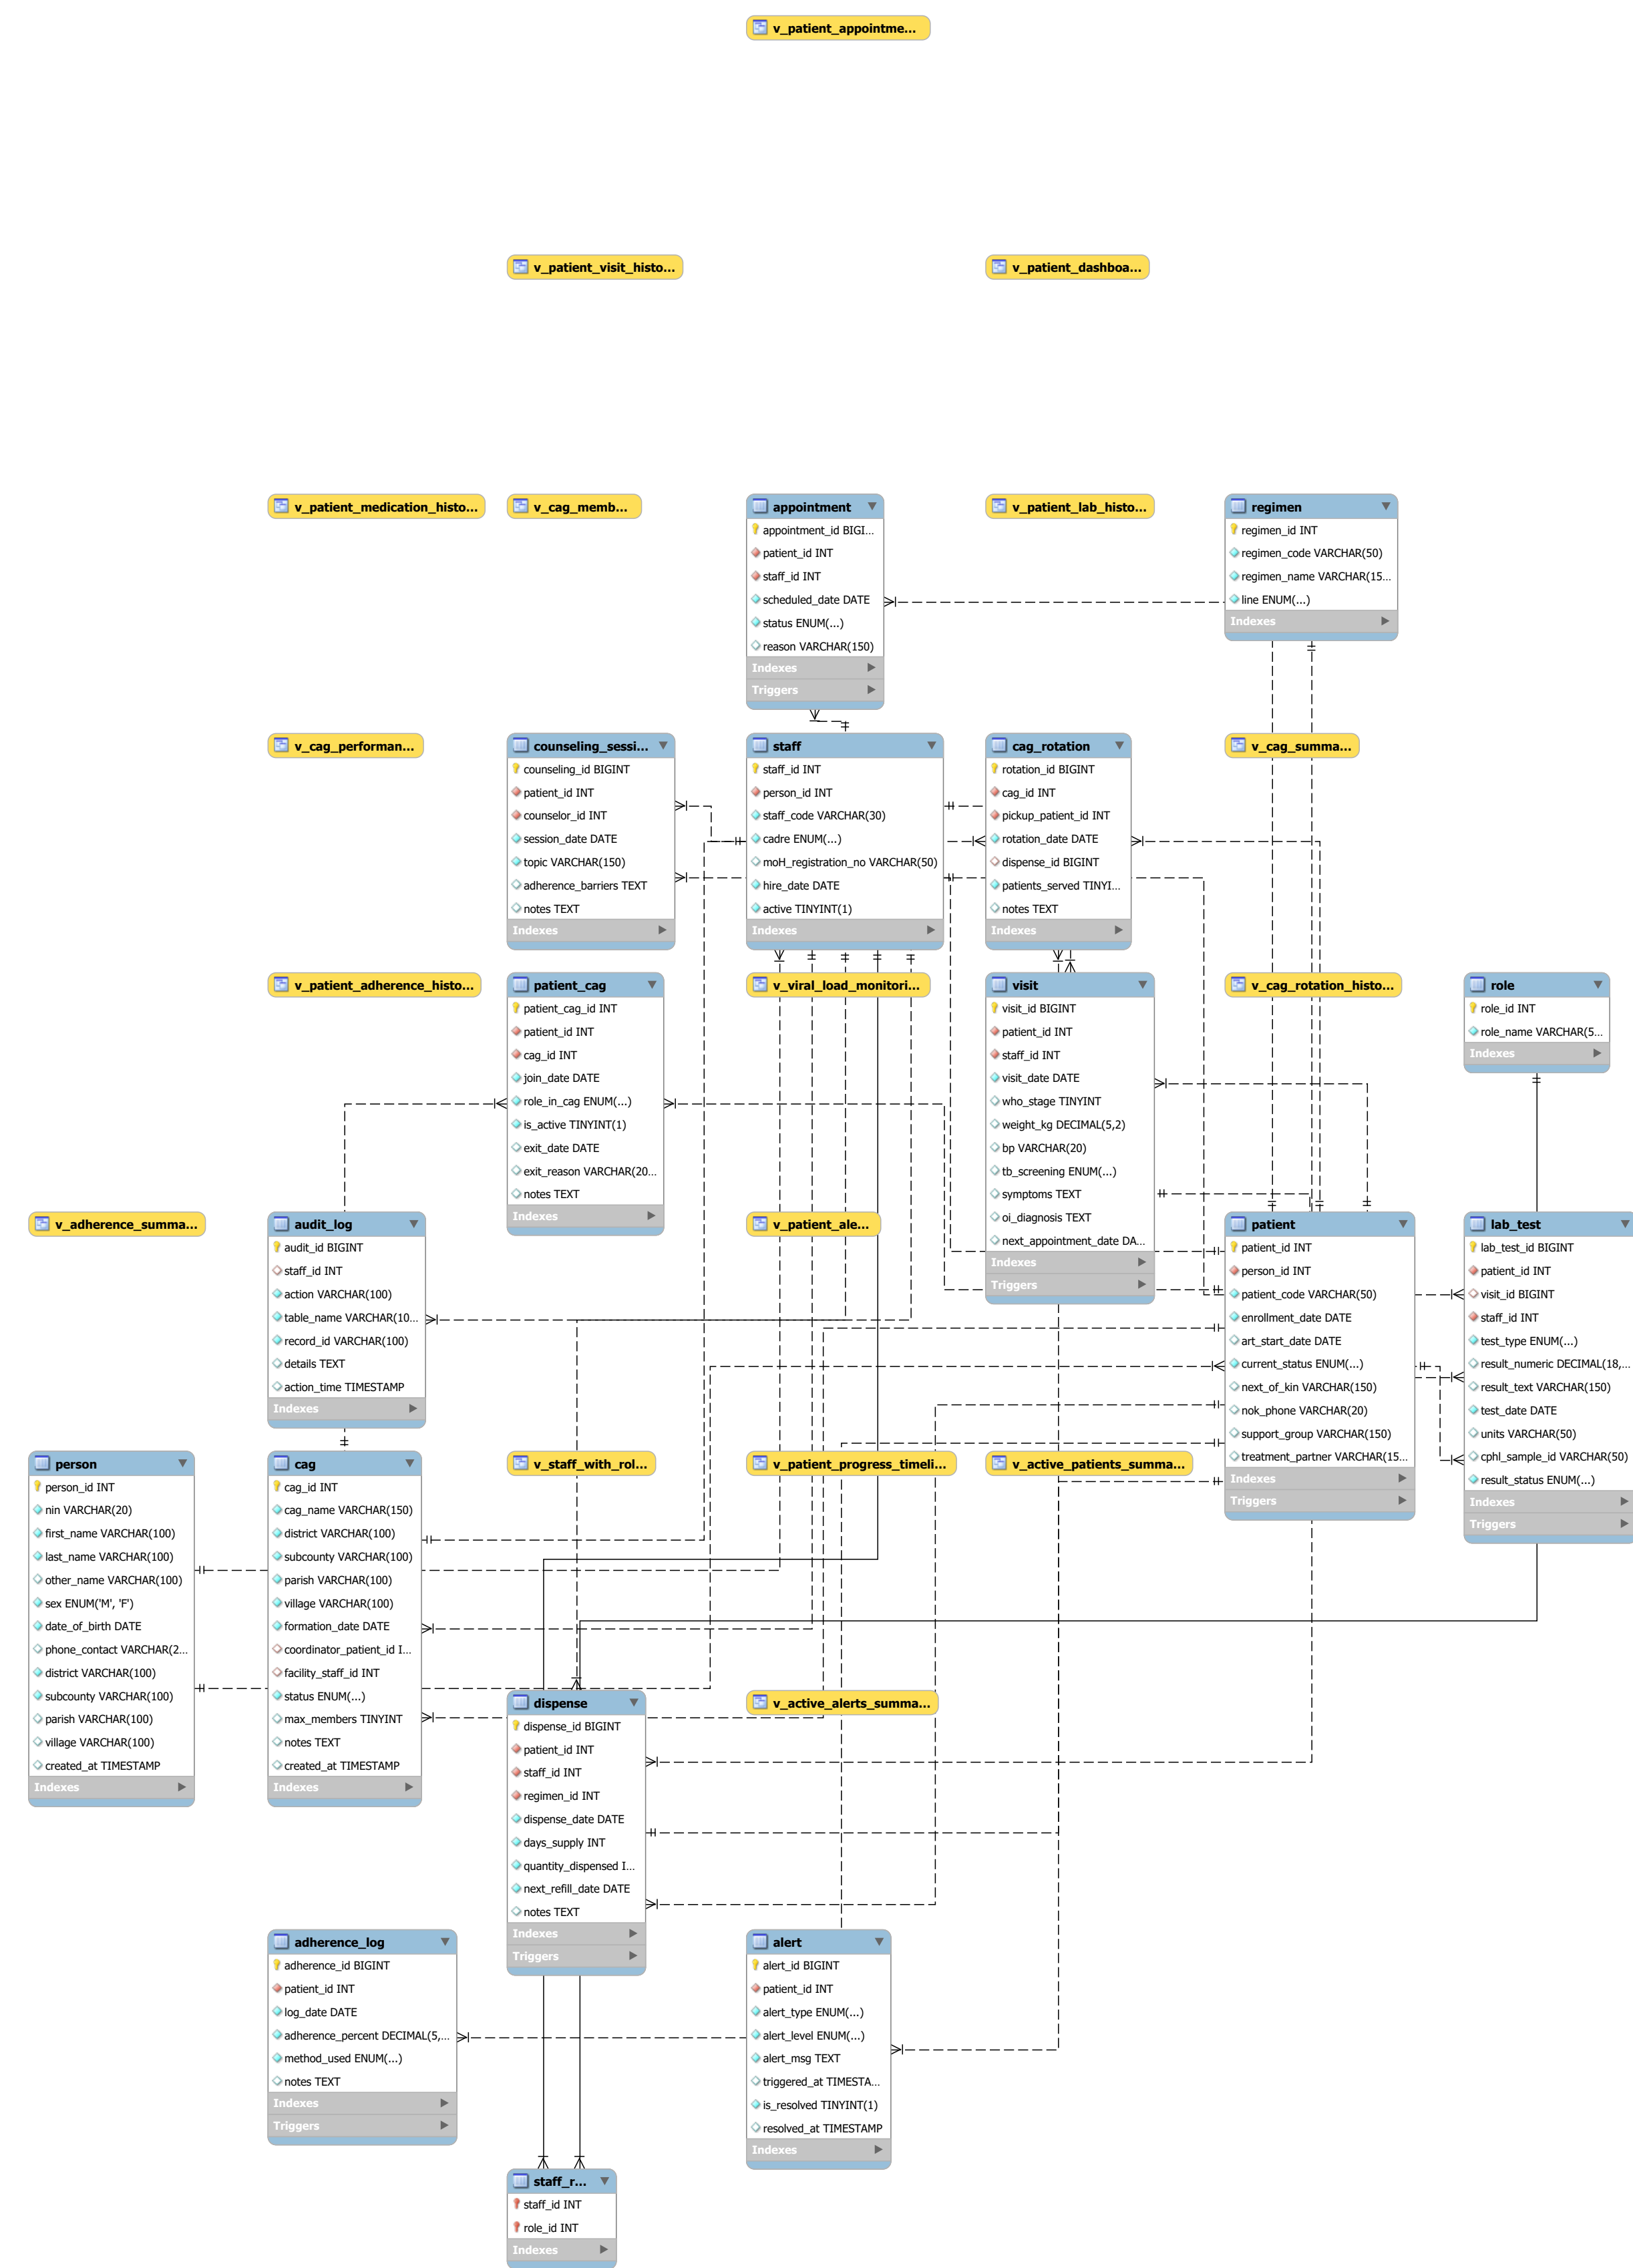 v_patient_appointme...
v_patient_visit_histo...
v_patient_dashboa...
v_patient_medication_histo...
v_cag_memb...
appointment
appointment_id BIGI...
patient_id INT
staff_id INT
scheduled_date DATE
status ENUM(...)
reason VARCHAR(150)
Indexes
Triggers
v_patient_lab_histo...
regimen
regimen_id INT
regimen_code VARCHAR(50)
regimen_name VARCHAR(15...
line ENUM(...)
Indexes
v_cag_performan...
counseling_sessi...
counseling_id BIGINT
patient_id INT
counselor_id INT
session_date DATE
topic VARCHAR(150)
adherence_barriers TEXT
notes TEXT
Indexes
staff
staff_id INT
person_id INT
staff_code VARCHAR(30)
cadre ENUM(...)
moH_registration_no VARCHAR(50)
hire_date DATE
active TINYINT(1)
Indexes
cag_rotation
rotation_id BIGINT
cag_id INT
pickup_patient_id INT
rotation_date DATE
dispense_id BIGINT
patients_served TINYI...
notes TEXT
Indexes
v_cag_summa...
v_patient_adherence_histo...
patient_cag
patient_cag_id INT
patient_id INT
cag_id INT
join_date DATE
role_in_cag ENUM(...)
is_active TINYINT(1)
exit_date DATE
exit_reason VARCHAR(20...
notes TEXT
Indexes
v_viral_load_monitori...
visit
visit_id BIGINT
patient_id INT
staff_id INT
visit_date DATE
who_stage TINYINT
weight_kg DECIMAL(5,2)
bp VARCHAR(20)
tb_screening ENUM(...)
symptoms TEXT
oi_diagnosis TEXT
next_appointment_date DA...
Indexes
Triggers
v_cag_rotation_histo...
role
role_id INT
role_name VARCHAR(5...
Indexes
v_adherence_summa...
audit_log
audit_id BIGINT
staff_id INT
action VARCHAR(100)
table_name VARCHAR(10...
record_id VARCHAR(100)
details TEXT
action_time TIMESTAMP
Indexes
v_patient_ale...
patient
patient_id INT
person_id INT
patient_code VARCHAR(50)
enrollment_date DATE
art_start_date DATE
current_status ENUM(...)
next_of_kin VARCHAR(150)
nok_phone VARCHAR(20)
support_group VARCHAR(150)
treatment_partner VARCHAR(15...
Indexes
Triggers
lab_test
lab_test_id BIGINT
patient_id INT
visit_id BIGINT
staff_id INT
test_type ENUM(...)
result_numeric DECIMAL(18,...
result_text VARCHAR(150)
test_date DATE
units VARCHAR(50)
cphl_sample_id VARCHAR(50)
result_status ENUM(...)
Indexes
Triggers
person
person_id INT
nin VARCHAR(20)
first_name VARCHAR(100)
last_name VARCHAR(100)
other_name VARCHAR(100)
sex ENUM('M', 'F')
date_of_birth DATE
phone_contact VARCHAR(2...
district VARCHAR(100)
subcounty VARCHAR(100)
parish VARCHAR(100)
village VARCHAR(100)
created_at TIMESTAMP
Indexes
cag
cag_id INT
cag_name VARCHAR(150)
district VARCHAR(100)
subcounty VARCHAR(100)
parish VARCHAR(100)
village VARCHAR(100)
formation_date DATE
coordinator_patient_id I...
facility_staff_id INT
status ENUM(...)
max_members TINYINT
notes TEXT
created_at TIMESTAMP
Indexes
v_staff_with_rol...
v_patient_progress_timeli...
v_active_patients_summa...
dispense
dispense_id BIGINT
patient_id INT
staff_id INT
regimen_id INT
dispense_date DATE
days_supply INT
quantity_dispensed I...
next_refill_date DATE
notes TEXT
Indexes
Triggers
v_active_alerts_summa...
adherence_log
adherence_id BIGINT
patient_id INT
log_date DATE
adherence_percent DECIMAL(5,...
method_used ENUM(...)
notes TEXT
Indexes
Triggers
alert
alert_id BIGINT
patient_id INT
alert_type ENUM(...)
alert_level ENUM(...)
alert_msg TEXT
triggered_at TIMESTA...
is_resolved TINYINT(1)
resolved_at TIMESTAMP
Indexes
staff_r...
staff_id INT
role_id INT
Indexes